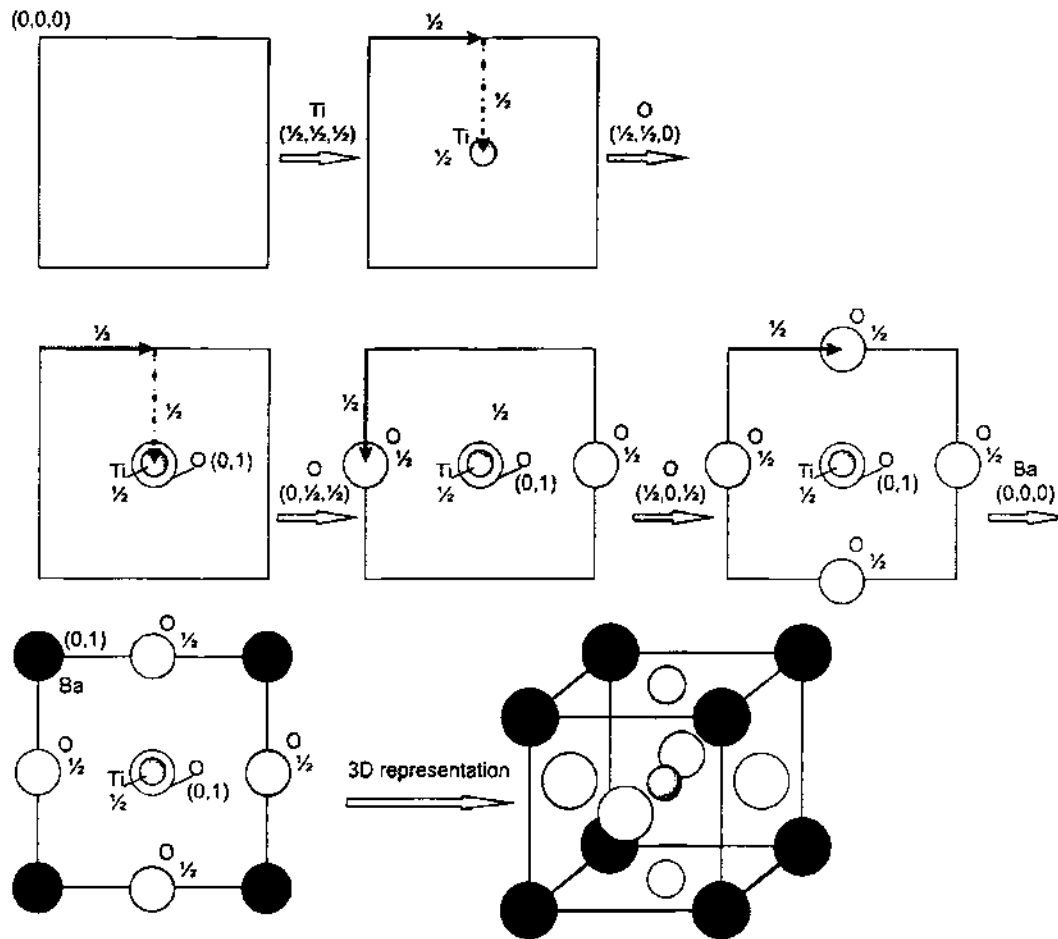 (0,0,0)
Ti
(½,½,½)
½
½
Ti
½
O
(½,½,0)
½
½
Ti
½
O (0,1)
O
(0,½,½)
½
O
½
½
Ti
½
O
(0,1)
O
½
O
(½,0,½)
½
O
½
O
½
Ti
½
O
(0,1)
O
½
O
½
Ba
(0,0,0)
(0,1)
Ba
O
½
O
½
Ti
½
O
(0,1)
O
½
O
½
3D representation